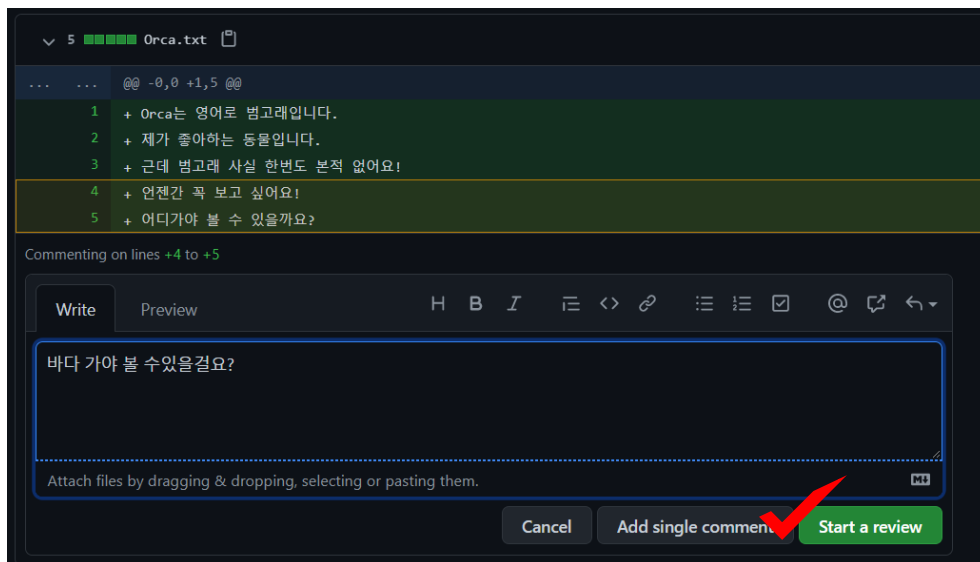 5 Orca.txt
... ... @@ -0,0 +1,5 @@
1 + Orca는 영어로 범고래입니다.
2 + 제가 좋아하는 동물입니다.
3 + 근데 범고래 사실 한번도 본적 없어요!
4 + 언젠간 꼭 보고 싶어요!
5 + 어디가야 볼 수 있을까요?
Commenting on lines +4 to +5
Write Preview
바다 가야 볼 수있을걸요?
Attach files by dragging & dropping, selecting or pasting them.
Cancel Add single comment Start a review